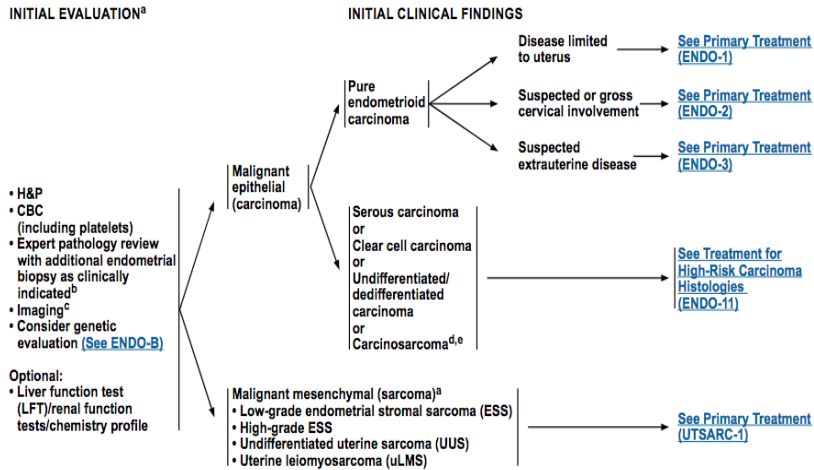 INITIAL EVALUATIONa
INITIAL CLINICAL FINDINGS
• H&P
• CBC
(including platelets)
• Expert pathology review
with additional endometrial
biopsy as clinically
indicatedb
• Imagingc
• Consider genetic
evaluation (See ENDO-B)
Optional:
• Liver function test
(LFT)/renal function
tests/chemistry profile
Malignant
epithelial
(carcinoma)
Pure
endometrioid
carcinoma
Disease limited
to uterus
See Primary Treatment
(ENDO-1)
Suspected or gross
cervical involvement
See Primary Treatment
(ENDO-2)
Suspected
extrauterine disease
See Primary Treatment
(ENDO-3)
Serous carcinoma
or
Clear cell carcinoma
or
Undifferentiated/
dedifferentiated
carcinoma
or
Carcinosarcomad,e
See Treatment for
High-Risk Carcinoma
Histologies
(ENDO-11)
Malignant mesenchymal (sarcoma)a
• Low-grade endometrial stromal sarcoma (ESS)
• High-grade ESS
• Undifferentiated uterine sarcoma (UUS)
• Uterine leiomyosarcoma (uLMS)
See Primary Treatment
(UTSARC-1)